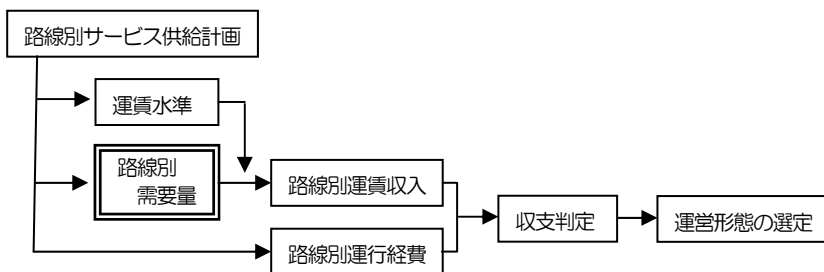 路線別サービス供給計画
運賃水準
路線別
需要量
路線別運賃収入
収支判定
運営形態の選定
路線別運行経費